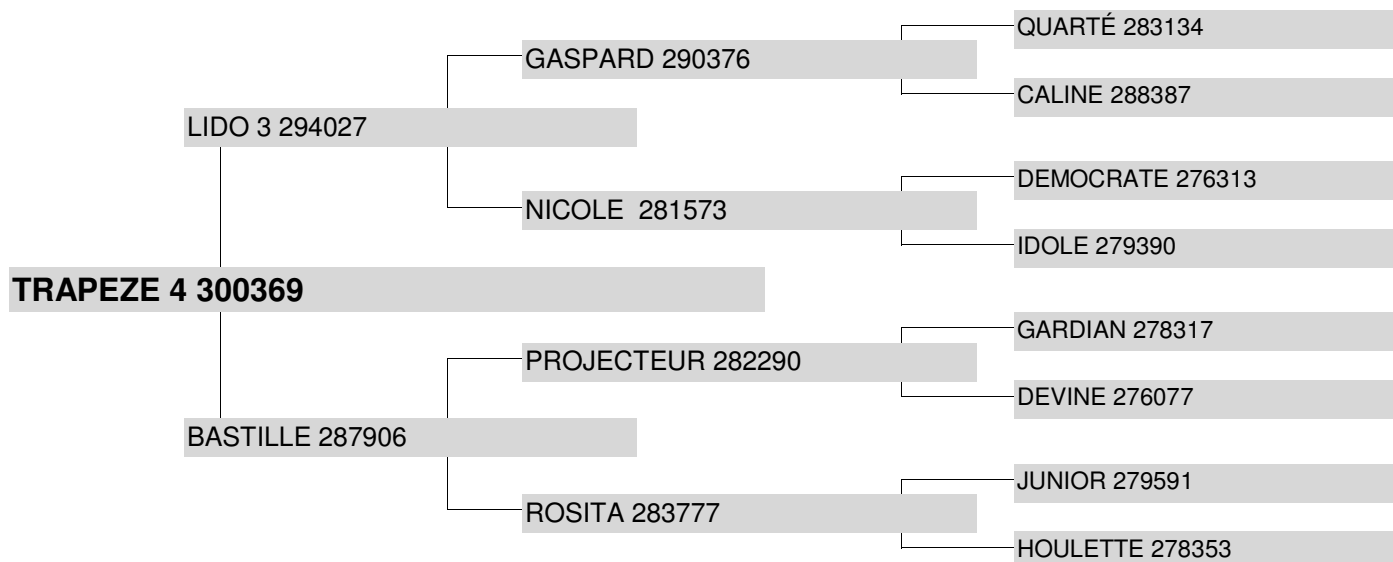 QUARTÉ 283134
GASPARD 290376
CALINE 288387
LIDO 3 294027
DEMOCRATE 276313
NICOLE  281573
IDOLE 279390
TRAPEZE 4 300369
GARDIAN 278317
PROJECTEUR 282290
DEVINE 276077
BASTILLE 287906
JUNIOR 279591
ROSITA 283777
HOULETTE 278353